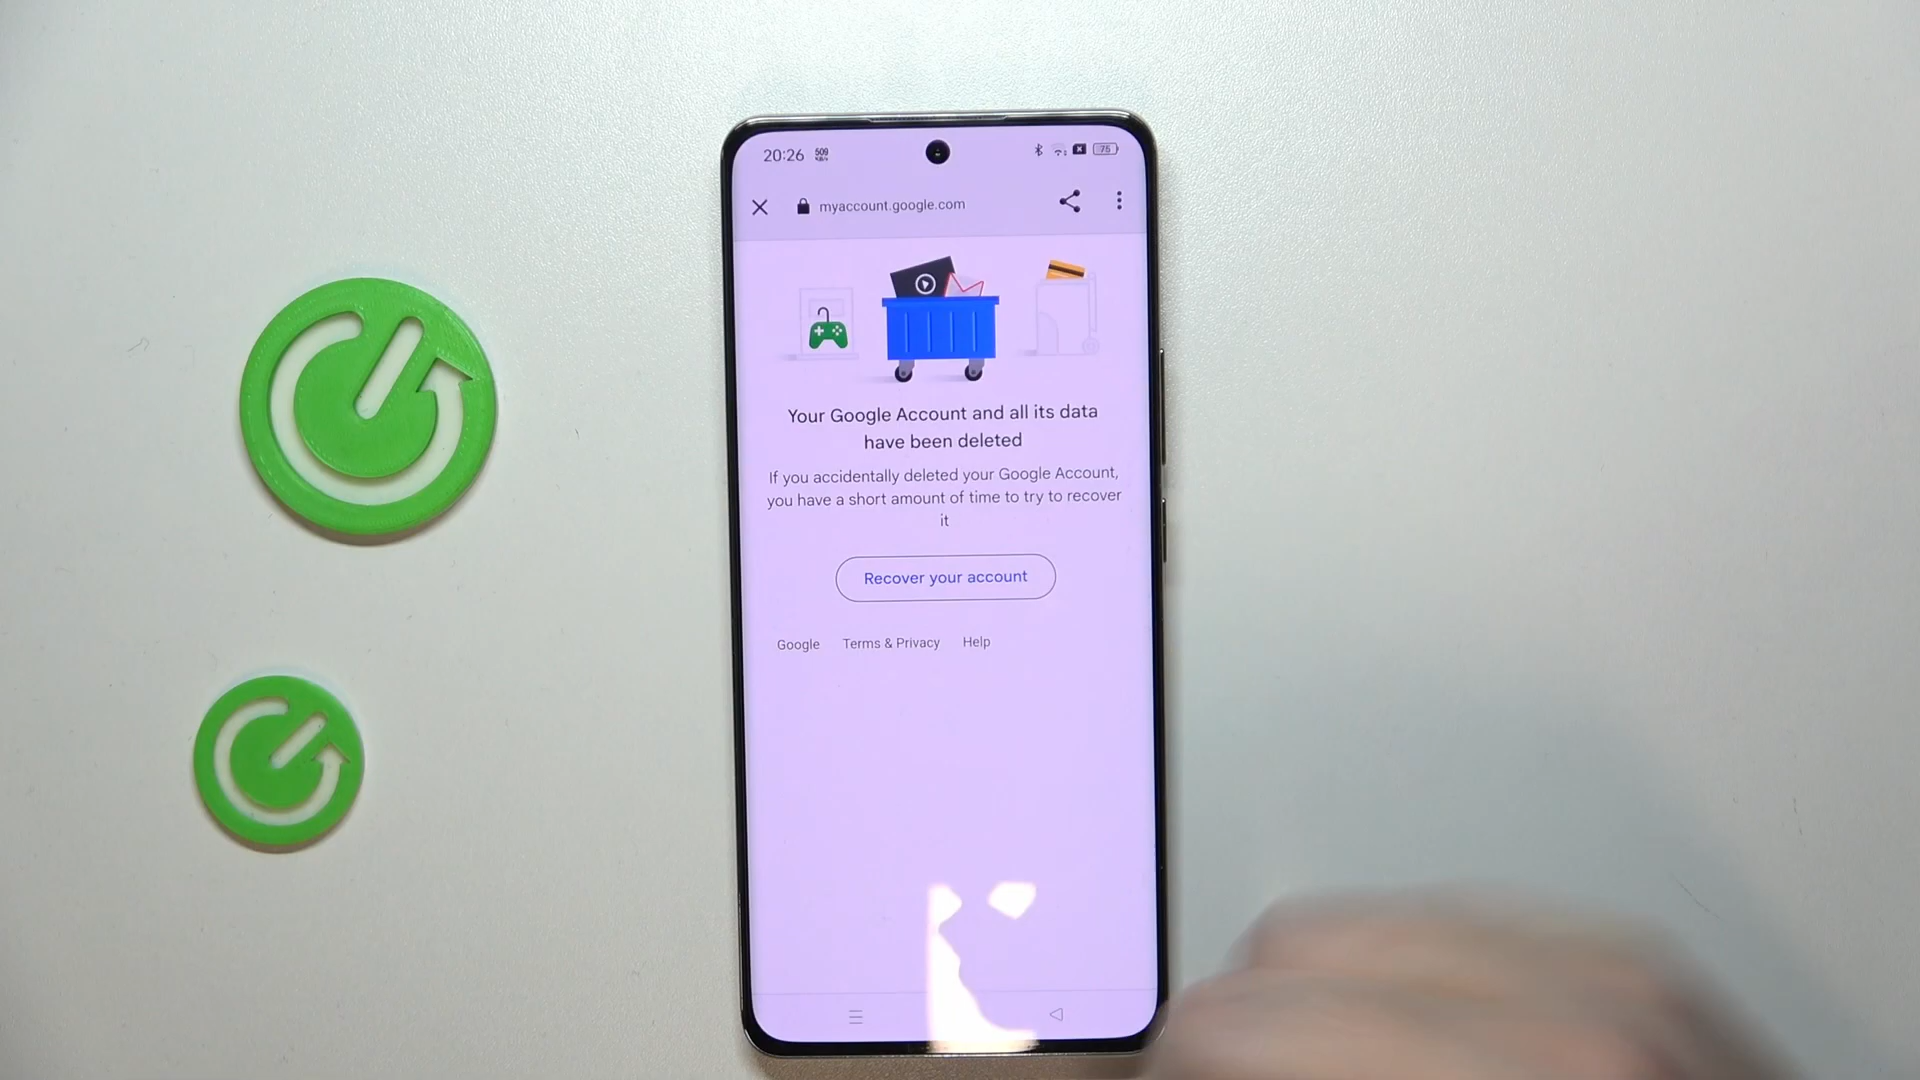 20:26
myaccount.google.com
75
Your Google Account and all its data
have been deleted
If you accidentally deleted your Google Account,
you have a short amount of time to try to recover
it
Recover your account
Google Terms & Privacy Help